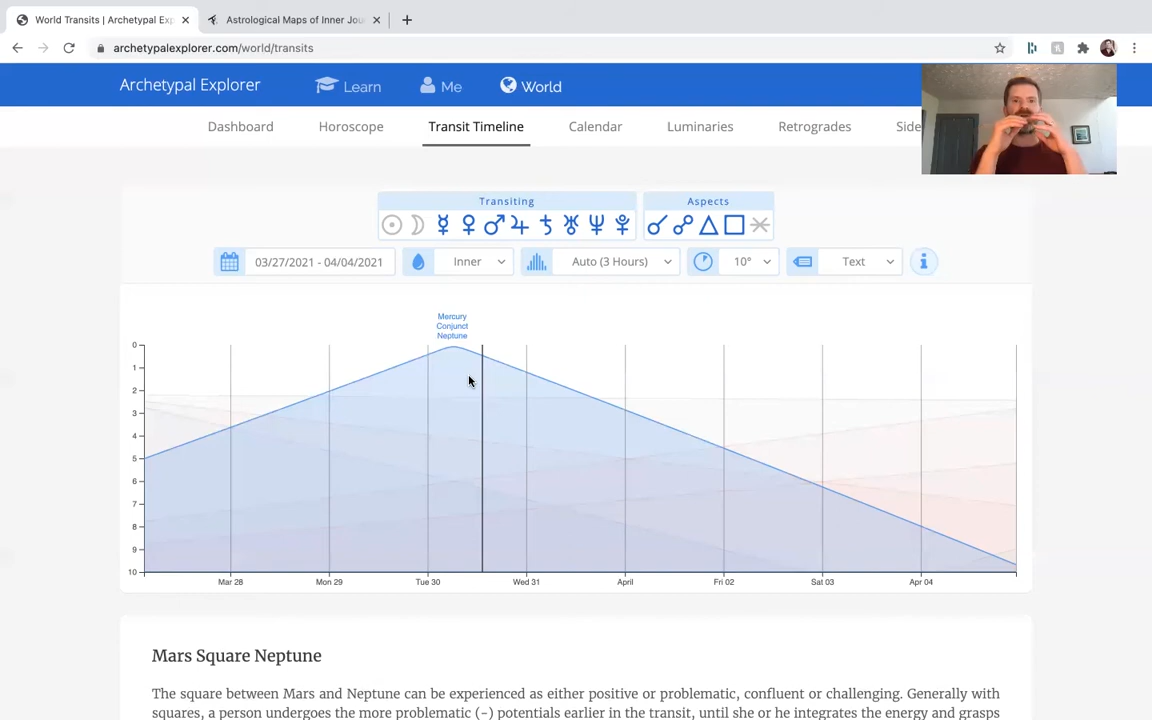 World Transits | Archetypal Exp
Astrological Maps of Inner Jou
archetypalexplorer.com/world/transits
Archetypal Explorer
Learn
Me
World
Dashboard
Horoscope
Transit Timeline
Calendar
Luminaries
Retrogrades
Side
Transiting
Aspects
03/27/2021 - 04/04/2021
Inner
Auto (3 Hours)
10°
Text
Mercury
Conjunct
Neptune
0
1
2
3
4
5
6
7
8
9
10
Mar 28
Mon 29
Tue 30
Wed 31
April
Fri 02
Sat 03
Apr 04
Mars Square Neptune
The square between Mars and Neptune can be experienced as either positive or problematic, confluent or challenging. Generally with
squares, a person undergoes the more problematic (-) potentials earlier in the transit, until she or he integrates the energy and grasps